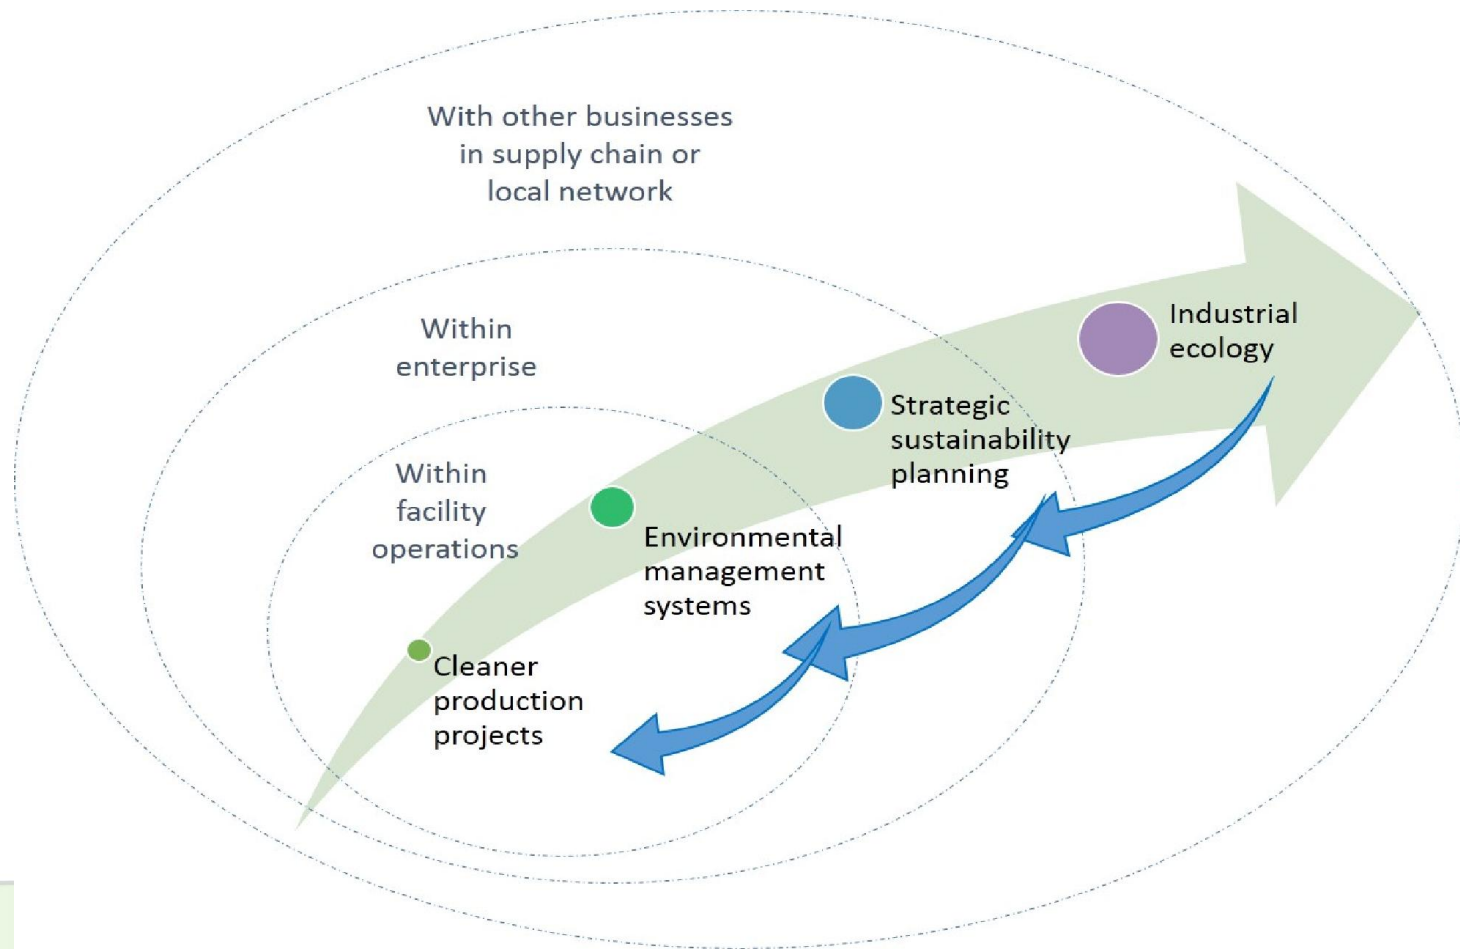 With other businesses
in supply chain or
local network
Within
enterprise
Within
facility
operations
Industrial
ecology
Strategic
sustainability
planning
Environmental
management
systems
Cleaner
production
projects